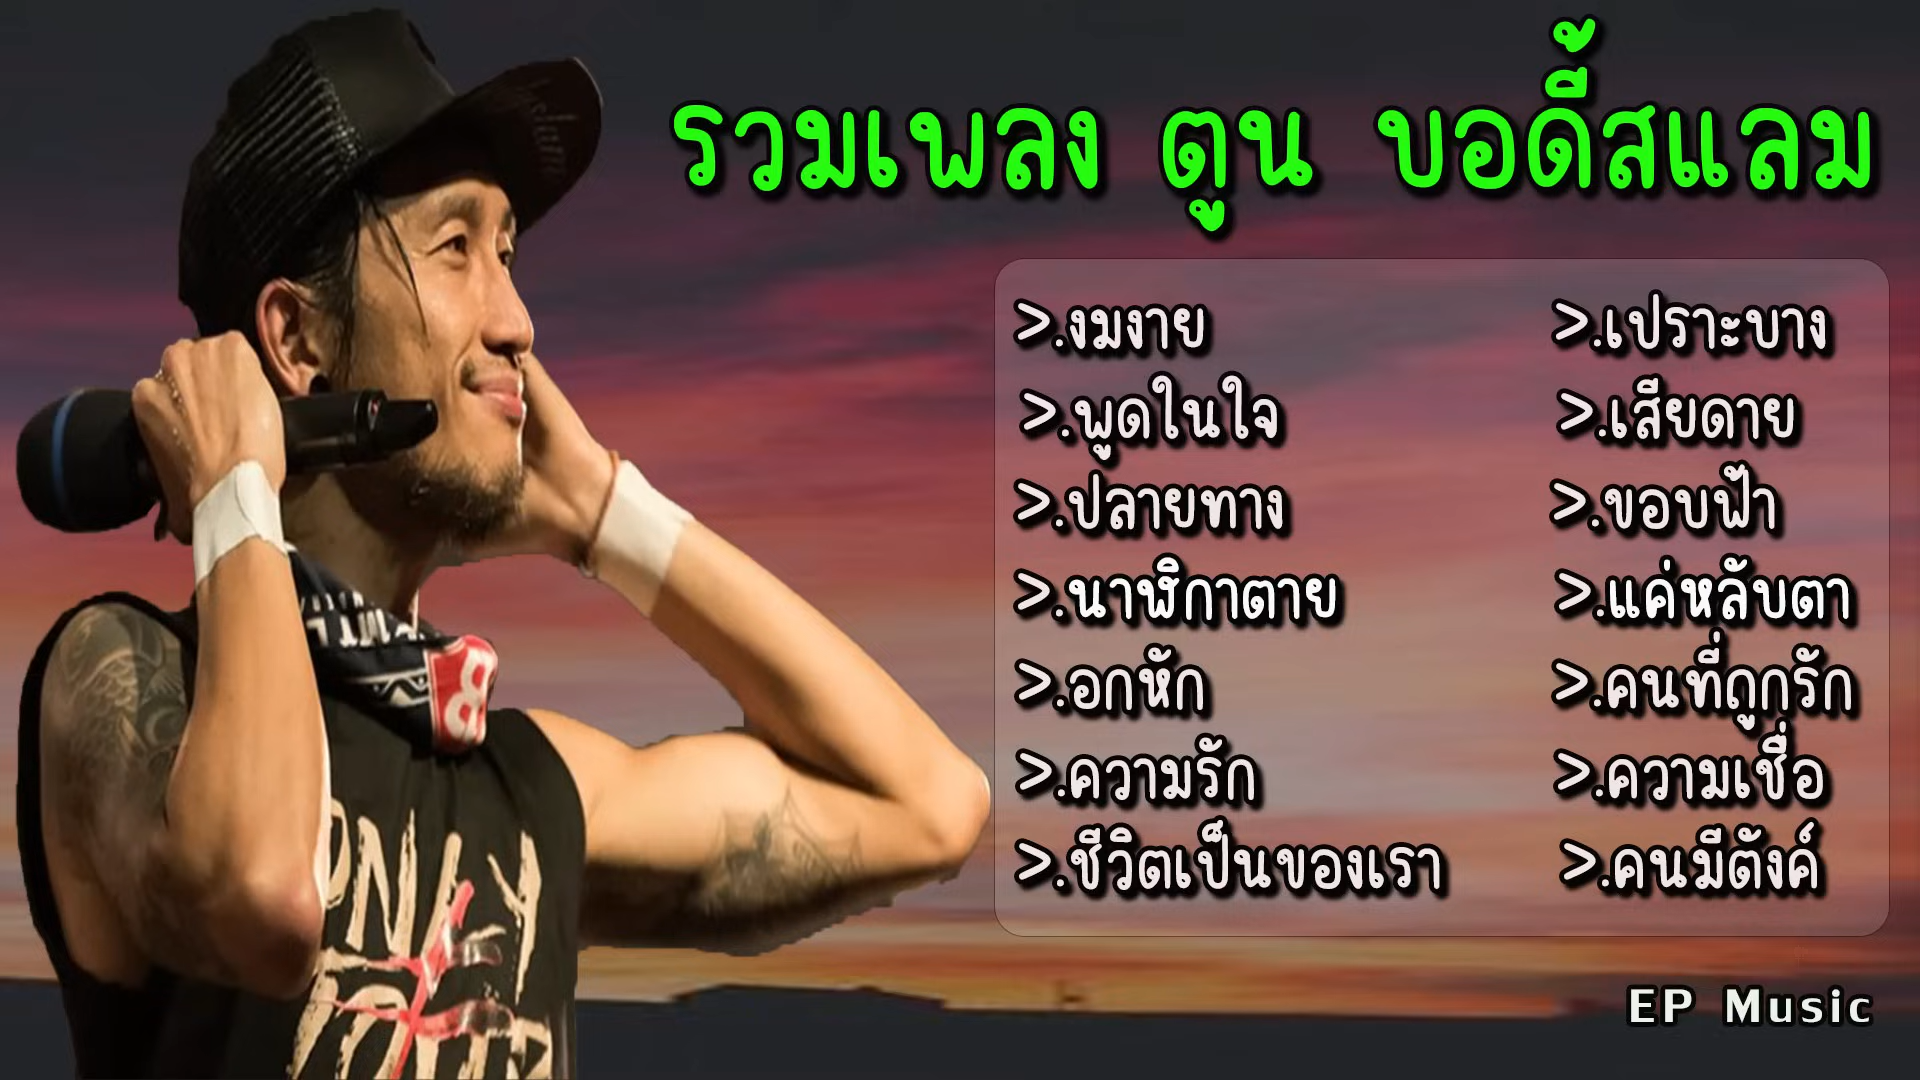 รวมเพลง ตูน บอดี้สแลม
>.งมงาย
>.พูดในใจ
>.ปลายทาง
>.นาฬิกาตาย
>.อกหัก
>.ความรัก
>.ชีวิตเป็นของเรา
>.เปราะบาง
>.เสียดาย
>.ขอบฟ้า
>.แค่หลับตา
>.คนที่ถูกรัก
>.ความเชื่อ
>.คนมีตังค์
EP Music